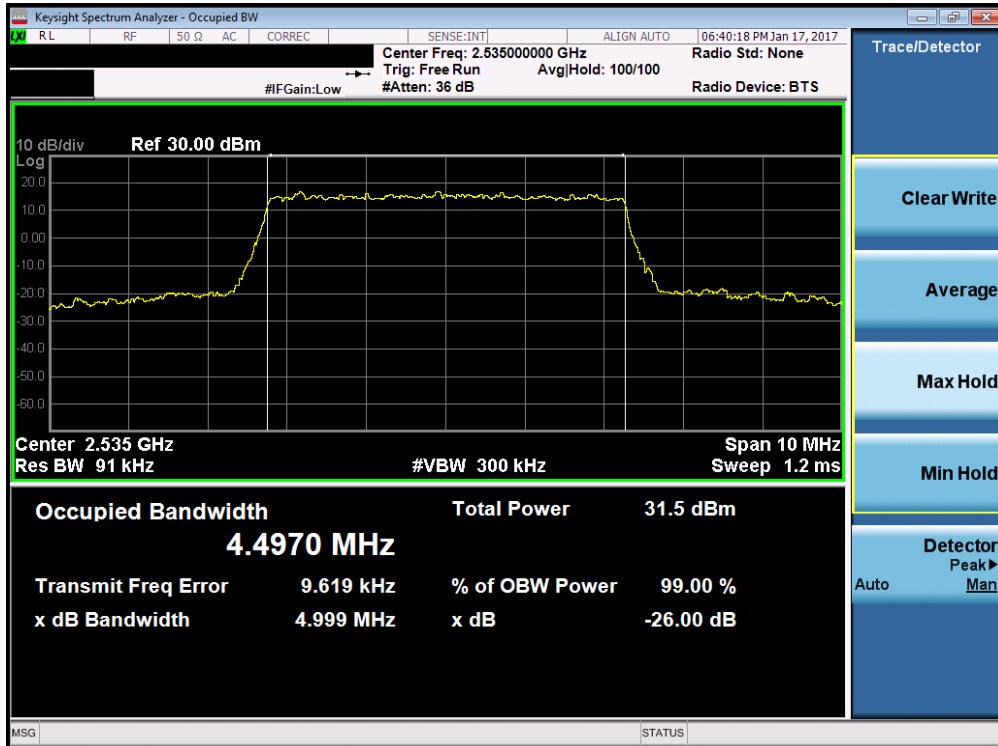 Keysight Spectrum Analyzer - Occupied BW
LXI RL RF 50 Ω AC CORREC SENSE:INT ALIGN AUTO 06:40:18 PM Jan 17, 2017
Center Freq: 2.535000000 GHz Radio Std: None
Trig: Free Run Avg|Hold: 100/100
#IFGain:Low #Atten: 36 dB Radio Device: BTS
Trace/Detector
10 dB/div Ref 30.00 dBm
Log
20.0
10.0
0.00
-10.0
-20.0
-30.0
-40.0
-50.0
-60.0
Center 2.535 GHz Span 10 MHz
Res BW 91 kHz #VBW 300 kHz Sweep 1.2 ms
Occupied Bandwidth Total Power 31.5 dBm
4.4970 MHz
Transmit Freq Error 9.619 kHz % of OBW Power 99.00 %
x dB Bandwidth 4.999 MHz x dB -26.00 dB
Clear Write
Average
Max Hold
Min Hold
Detector
Peak▶
Auto Man
MSG STATUS